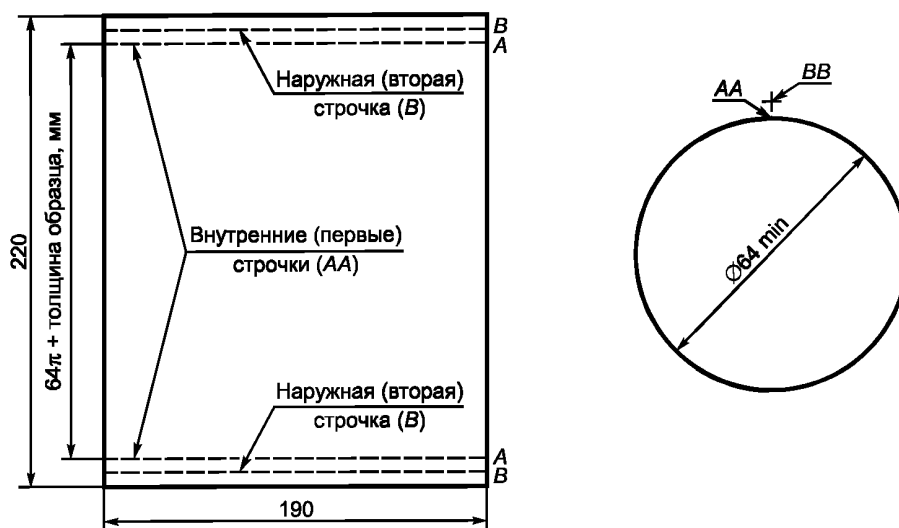 B
A
Наружная (вторая)
строчка (B)
64π + толщина образца, мм
220
Внутренние (первые)
строчки (AA)
Наружная (вторая)
строчка (B)
A
B
190
AA
BB
Ø64 min